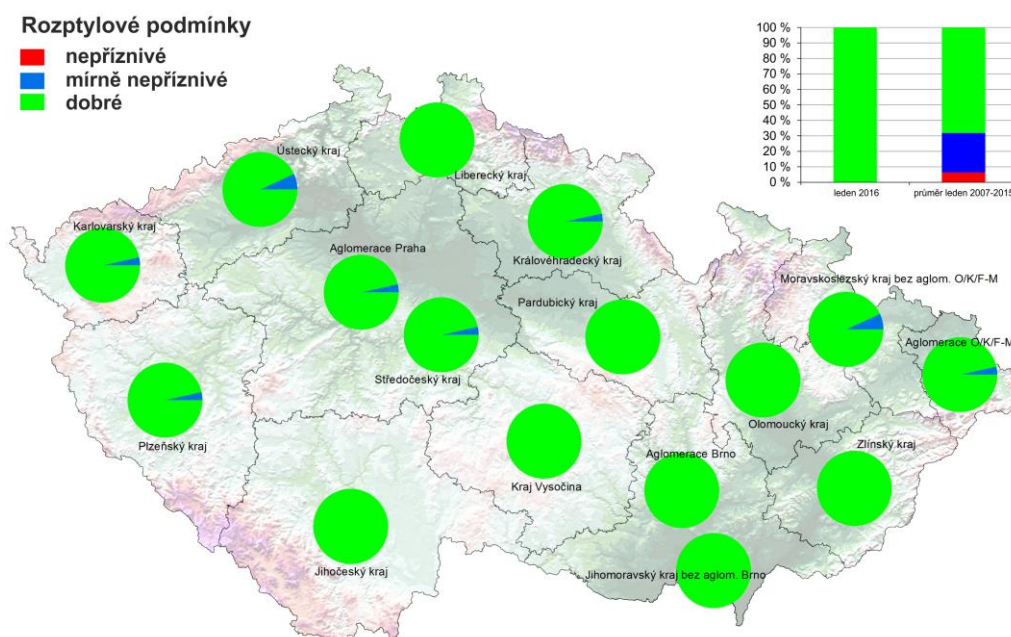 Rozptylové podmínky
nepříznivé
mírně nepříznivé
dobré
100 %
90 %
80 %
70 %
60 %
50 %
40 %
30 %
20 %
10 %
0 %
leden 2016
průměr leden 2007-2015
Ústecký kraj
Liberecký kraj
Karlovarský kraj
Aglomerace Praha
Královéhradecký kraj
Moravskoslezský kraj bez aglom. O/K/F-M
Pardubický kraj
Aglomerace O/K/F-M
Středočeský kraj
Olomoucký kraj
Plzeňský kraj
Zlínský kraj
Aglomerace Brno
Kraj Vysočina
Jihočeský kraj
Jihomoravský kraj bez aglom. Brno